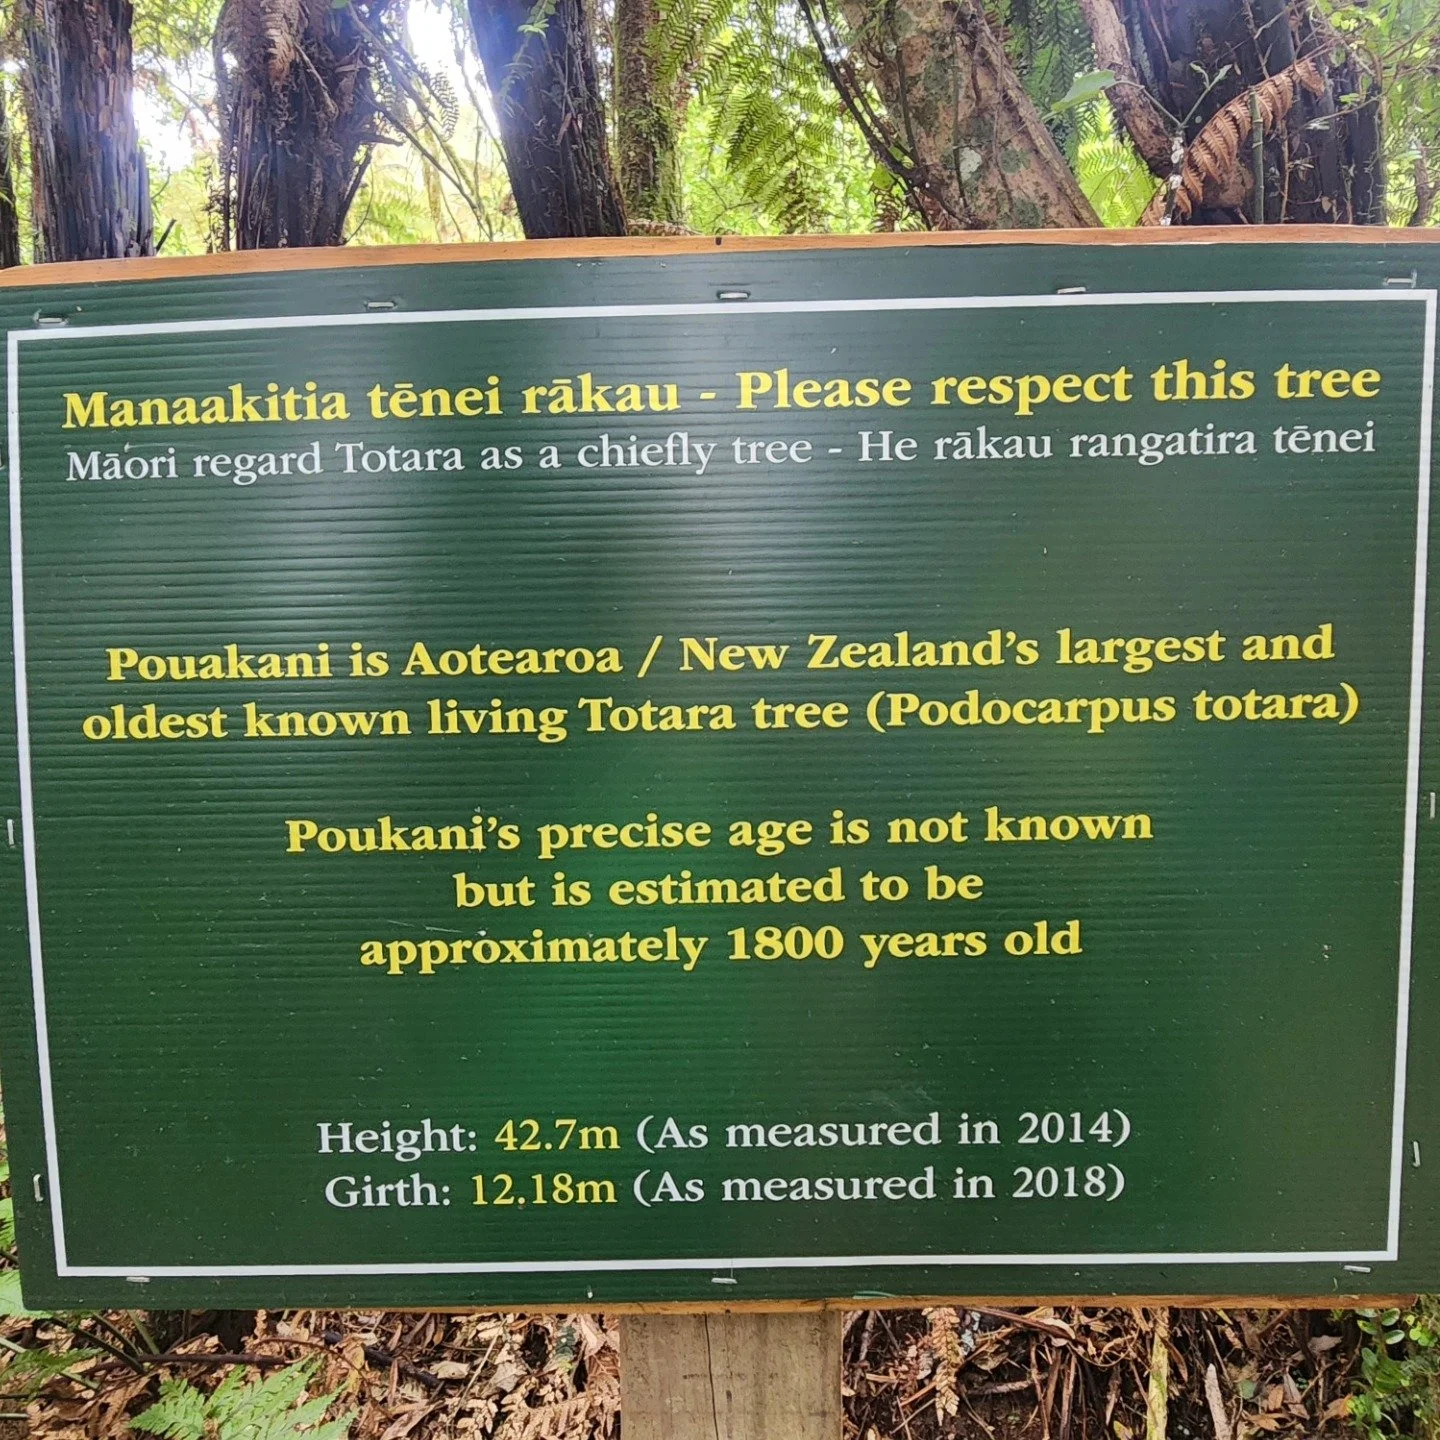 Manaakitia tēnei rākau - Please respect this tree
Māori regard Totara as a chiefly tree - He rākau rangatira tēnei
Pouakani is Aotearoa / New Zealand's largest and
oldest known living Totara tree (Podocarpus totara)
Poukani's precise age is not known
but is estimated to be
approximately 1800 years old
Height: 42.7m (As measured in 2014)
Girth: 12.18m (As measured in 2018)